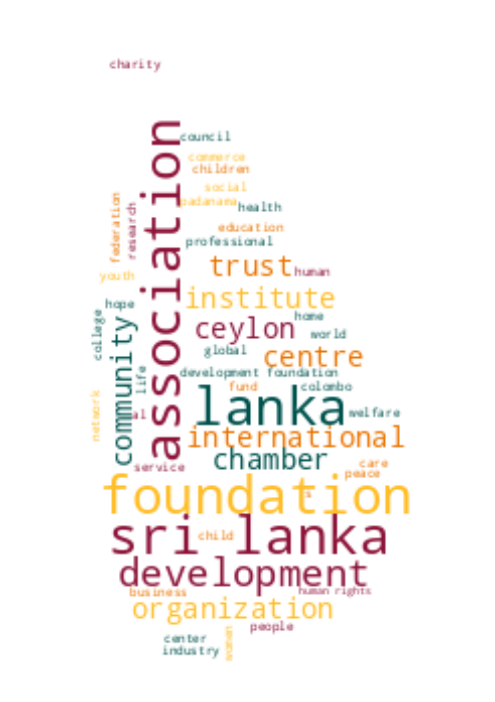 charity
association
council
commerce
children
social
padanama
health
federation
research
education
professional
trust
human
youth
institute
hope
home
college
community
ceylon
world
global
centre
life
development foundation
fund
colombo
network
al
lanka
welfare
international
chamber
service
care
peace
foundation
s
sri lanka
child
development
business
human rights
organization
people
women
center
industry